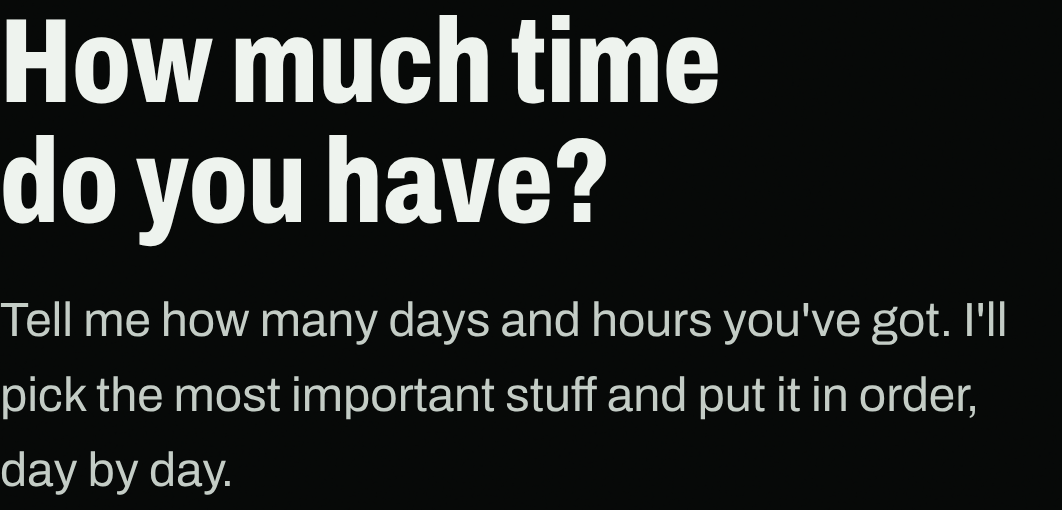 How much time
do you have?
Tell me how many days and hours you've got. I'll
pick the most important stuff and put it in order,
day by day.